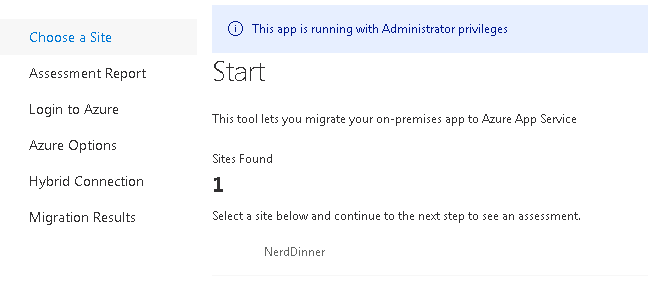 Choose a Site
Assessment Report
Login to Azure
Azure Options
Hybrid Connection
Migration Results
This app is running with Administrator privileges
Start
This tool lets you migrate your on-premises app to Azure App Service
Sites Found
1
Select a site below and continue to the next step to see an assessment.
NerdDinner